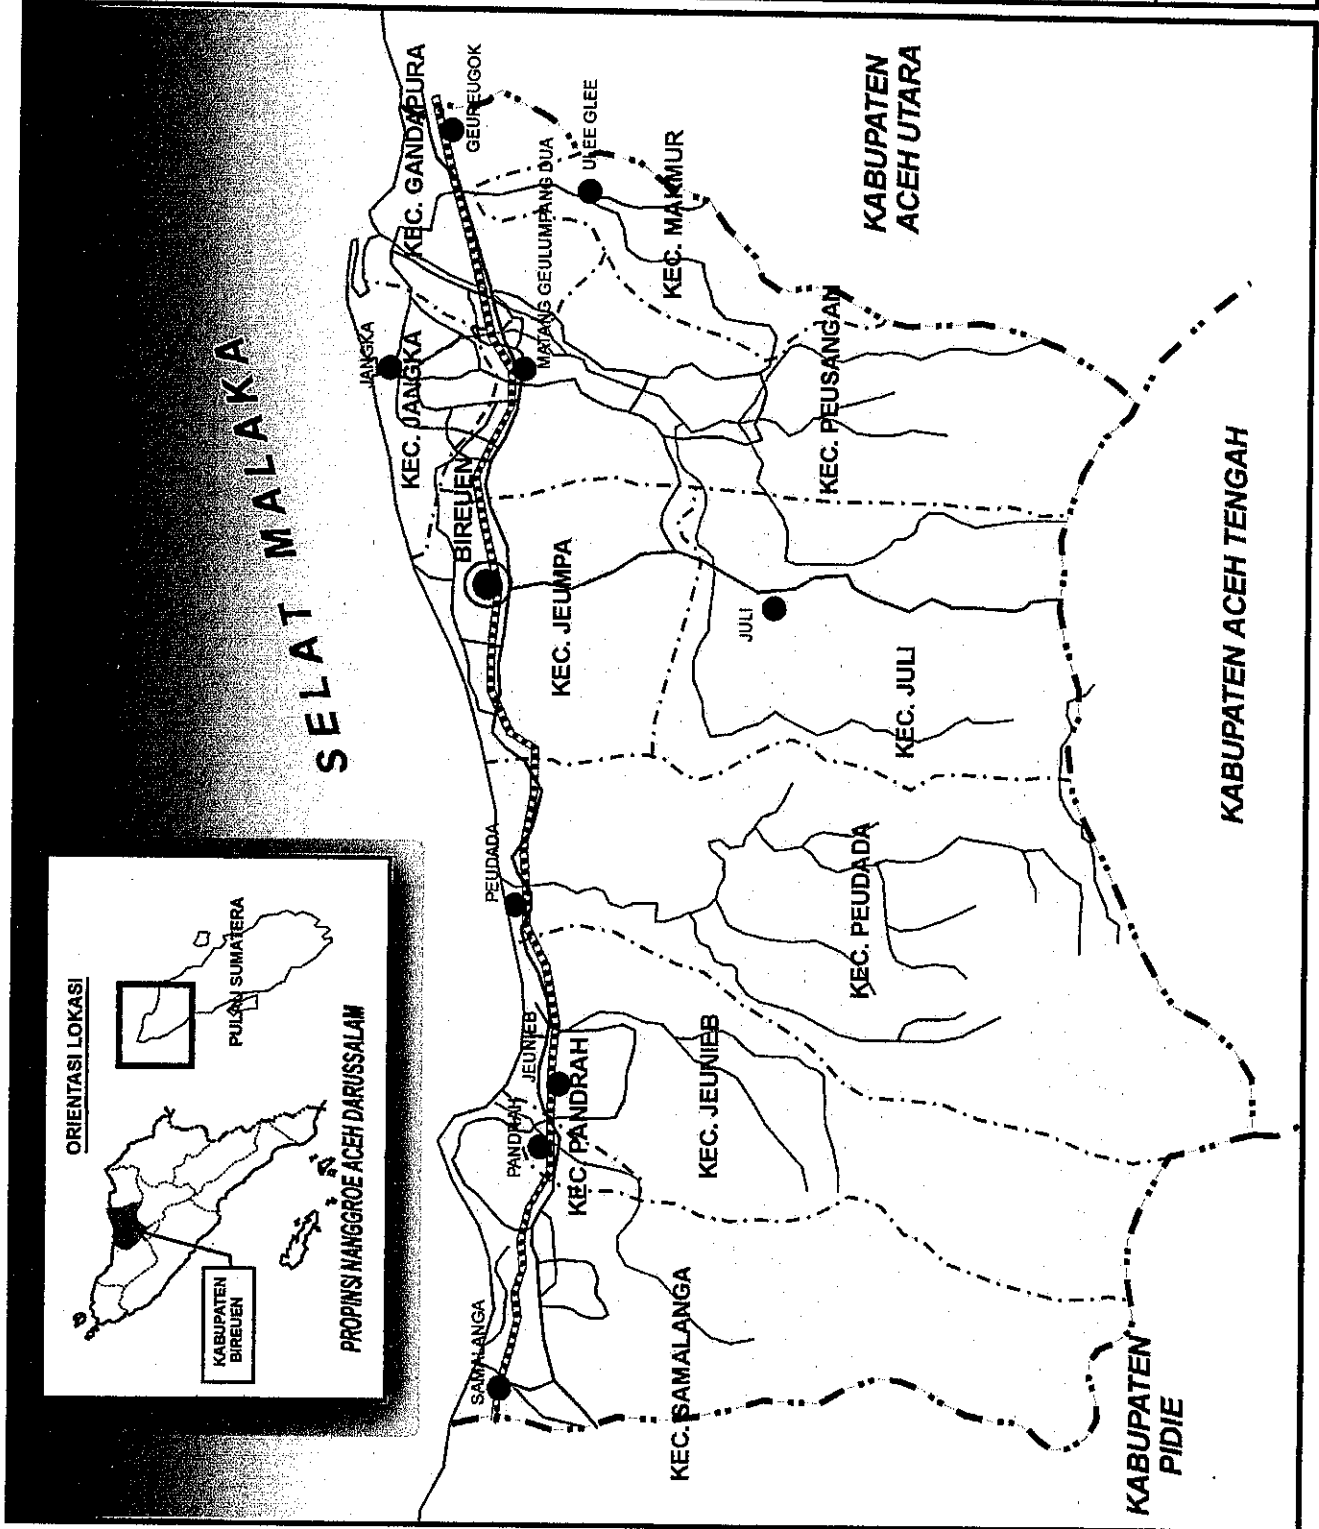 ORIENTASI LOKASI
PULAU SUMATERA
KABUPATEN
BIREUEN
PROPINSI NANGGROE ACEH DARUSSALAM
SELAT MALAKA
SAMALANGA
PANDRAH
JEUNIEB
PEUDADA
BIREUEN
JANGKA
KEC. JANGKA
KEC. GANDAPURA
GEUREUGOK
MATANG GEULUMPANG DUA
ULEE GLEE
KEC. PANDRAH
KEC. JEUMPA
KEC. MAKMUR
KEC. SAMALANGA
KEC. JEUNIEB
JULI
KEC. PEUDADA
KEC. JULI
KEC. PEUSANGAN
KABUPATEN
ACEH UTARA
KABUPATEN
PIDIE
KABUPATEN ACEH TENGAH